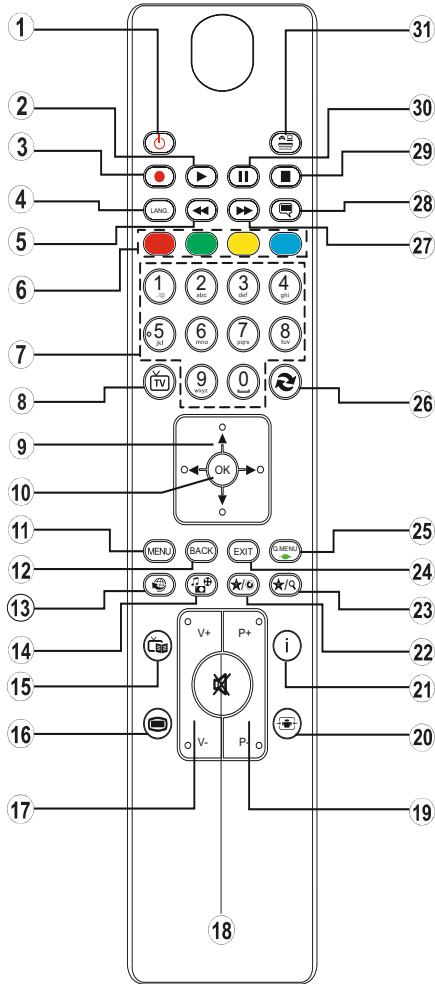 1
31
2
30
3
29
SOURCE
4
LANG.
28
5
27
6
1 2 3 4
./@ abc def ghi
7
5 6 7 8
jkl mno pqrs tuv
8
TV
9 0
wxyz
26
9
OK
10
11
MENU BACK EXIT Q.MENU
25
12
24
13
23
14
22
V+ P+
i
15
21
16
20
V- P-
17
19
18